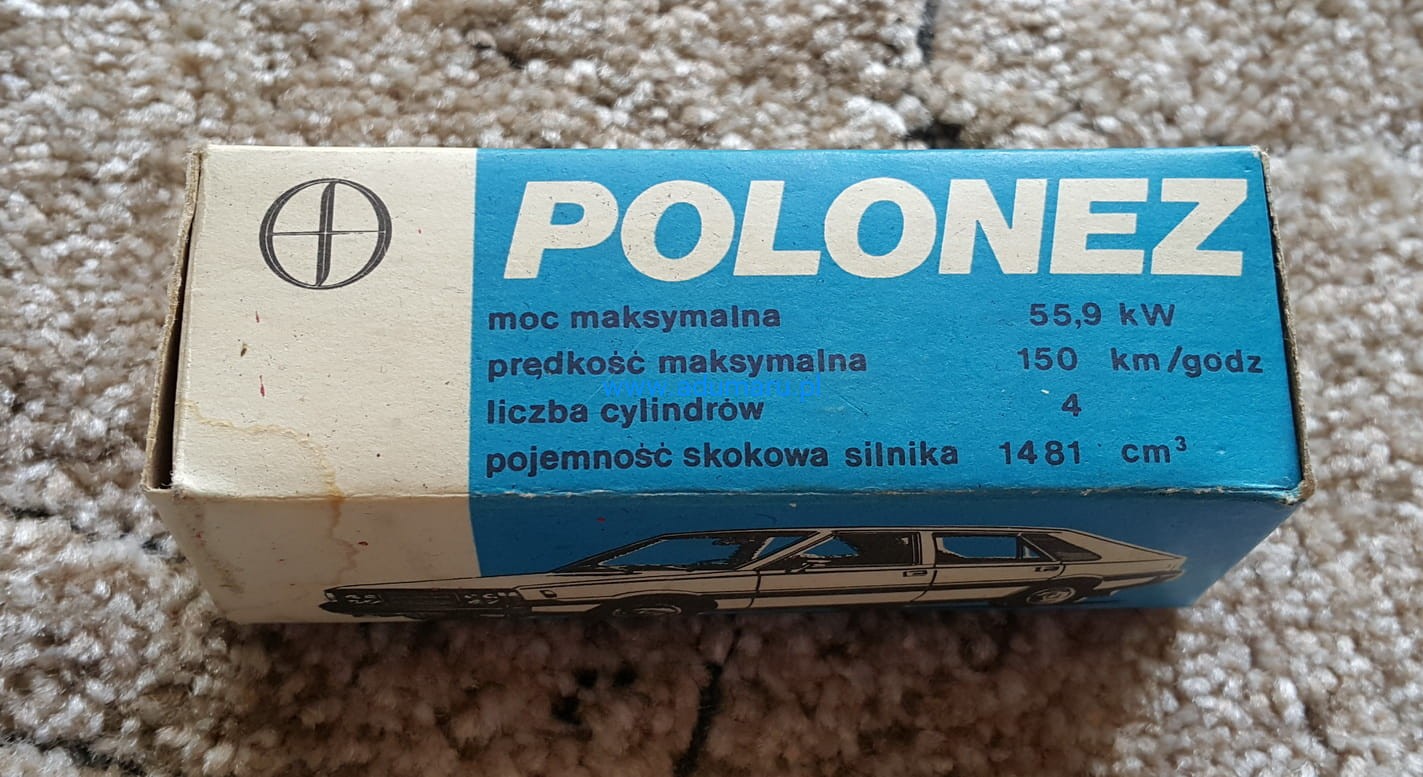 POLONEZ
moc maksymalna 55,9 kW
prędkość maksymalna 150 km/godz
www.adumaru.pl
liczba cylindrów 4
pojemność skokowa silnika 1481 cm³